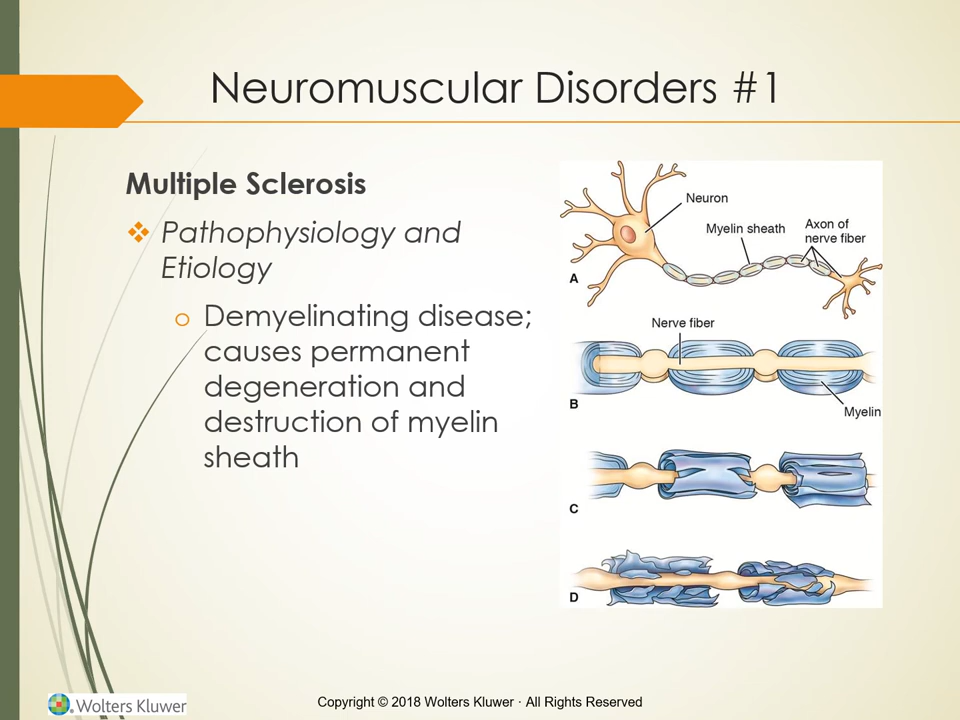 Neuromuscular Disorders #1
Multiple Sclerosis
Pathophysiology and
Etiology
Demyelinating disease;
causes permanent
degeneration and
destruction of myelin
sheath
Neuron
Myelin sheath
Axon of
nerve fiber
A
Nerve fiber
B
Myelin
C
D
Wolters Kluwer
Copyright © 2018 Wolters Kluwer · All Rights Reserved